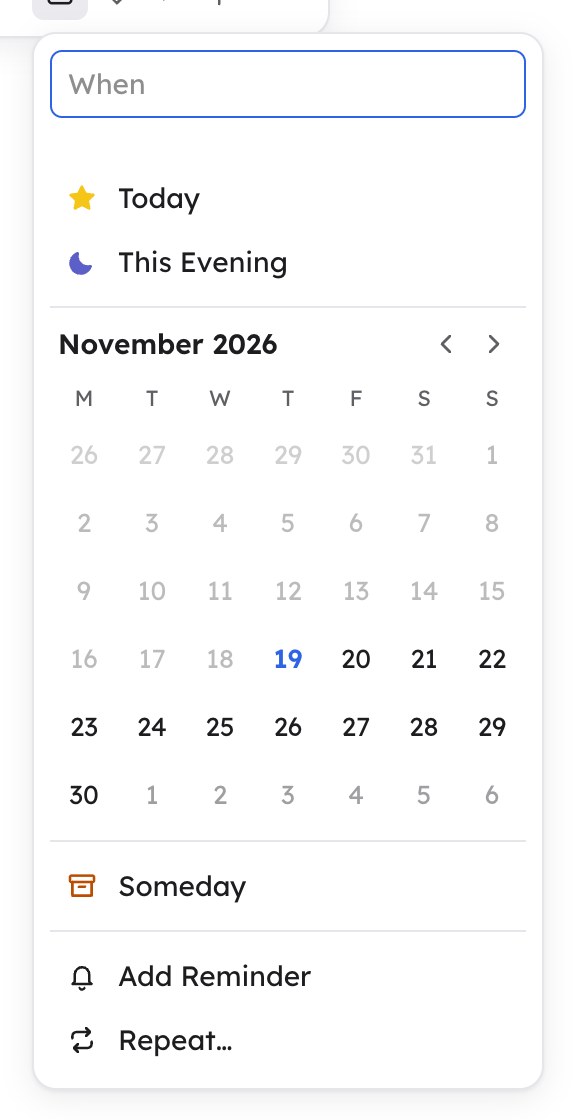 When
Today
This Evening
November 2026
M T W T F S S
26 27 28 29 30 31 1
2 3 4 5 6 7 8
9 10 11 12 13 14 15
16 17 18 19 20 21 22
23 24 25 26 27 28 29
30 1 2 3 4 5 6
Someday
Add Reminder
Repeat...